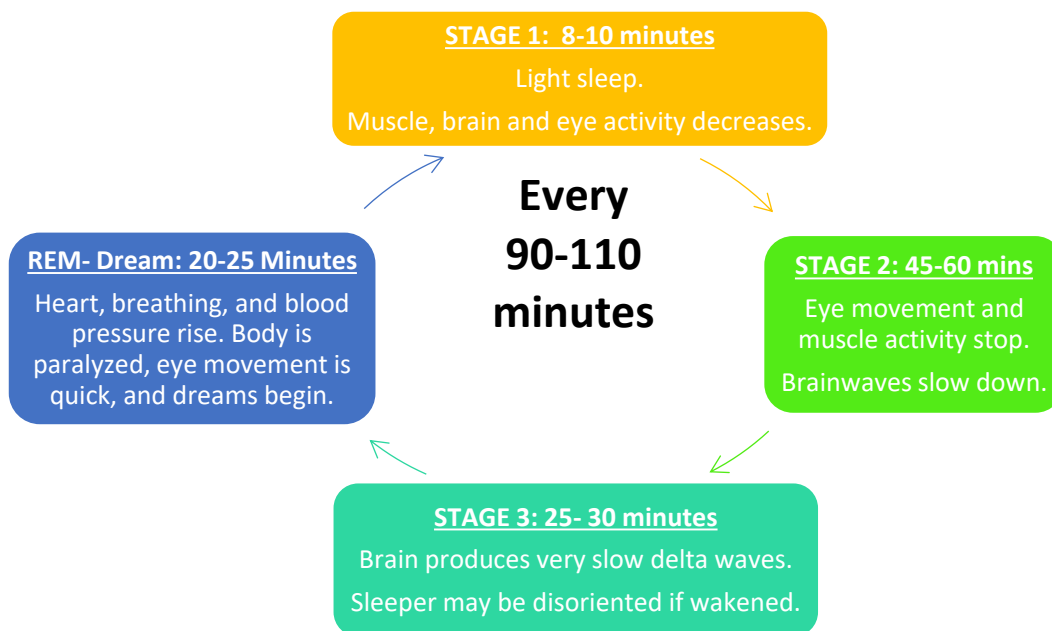 STAGE 1:  8-10 minutes
Light sleep.
Muscle, brain and eye activity decreases.
Every
90-110
minutes
STAGE 2: 45-60 mins
Eye movement and
muscle activity stop.
Brainwaves slow down.
STAGE 3: 25- 30 minutes
Brain produces very slow delta waves.
Sleeper may be disoriented if wakened.
REM- Dream: 20-25 Minutes
Heart, breathing, and blood
pressure rise. Body is
paralyzed, eye movement is
quick, and dreams begin.